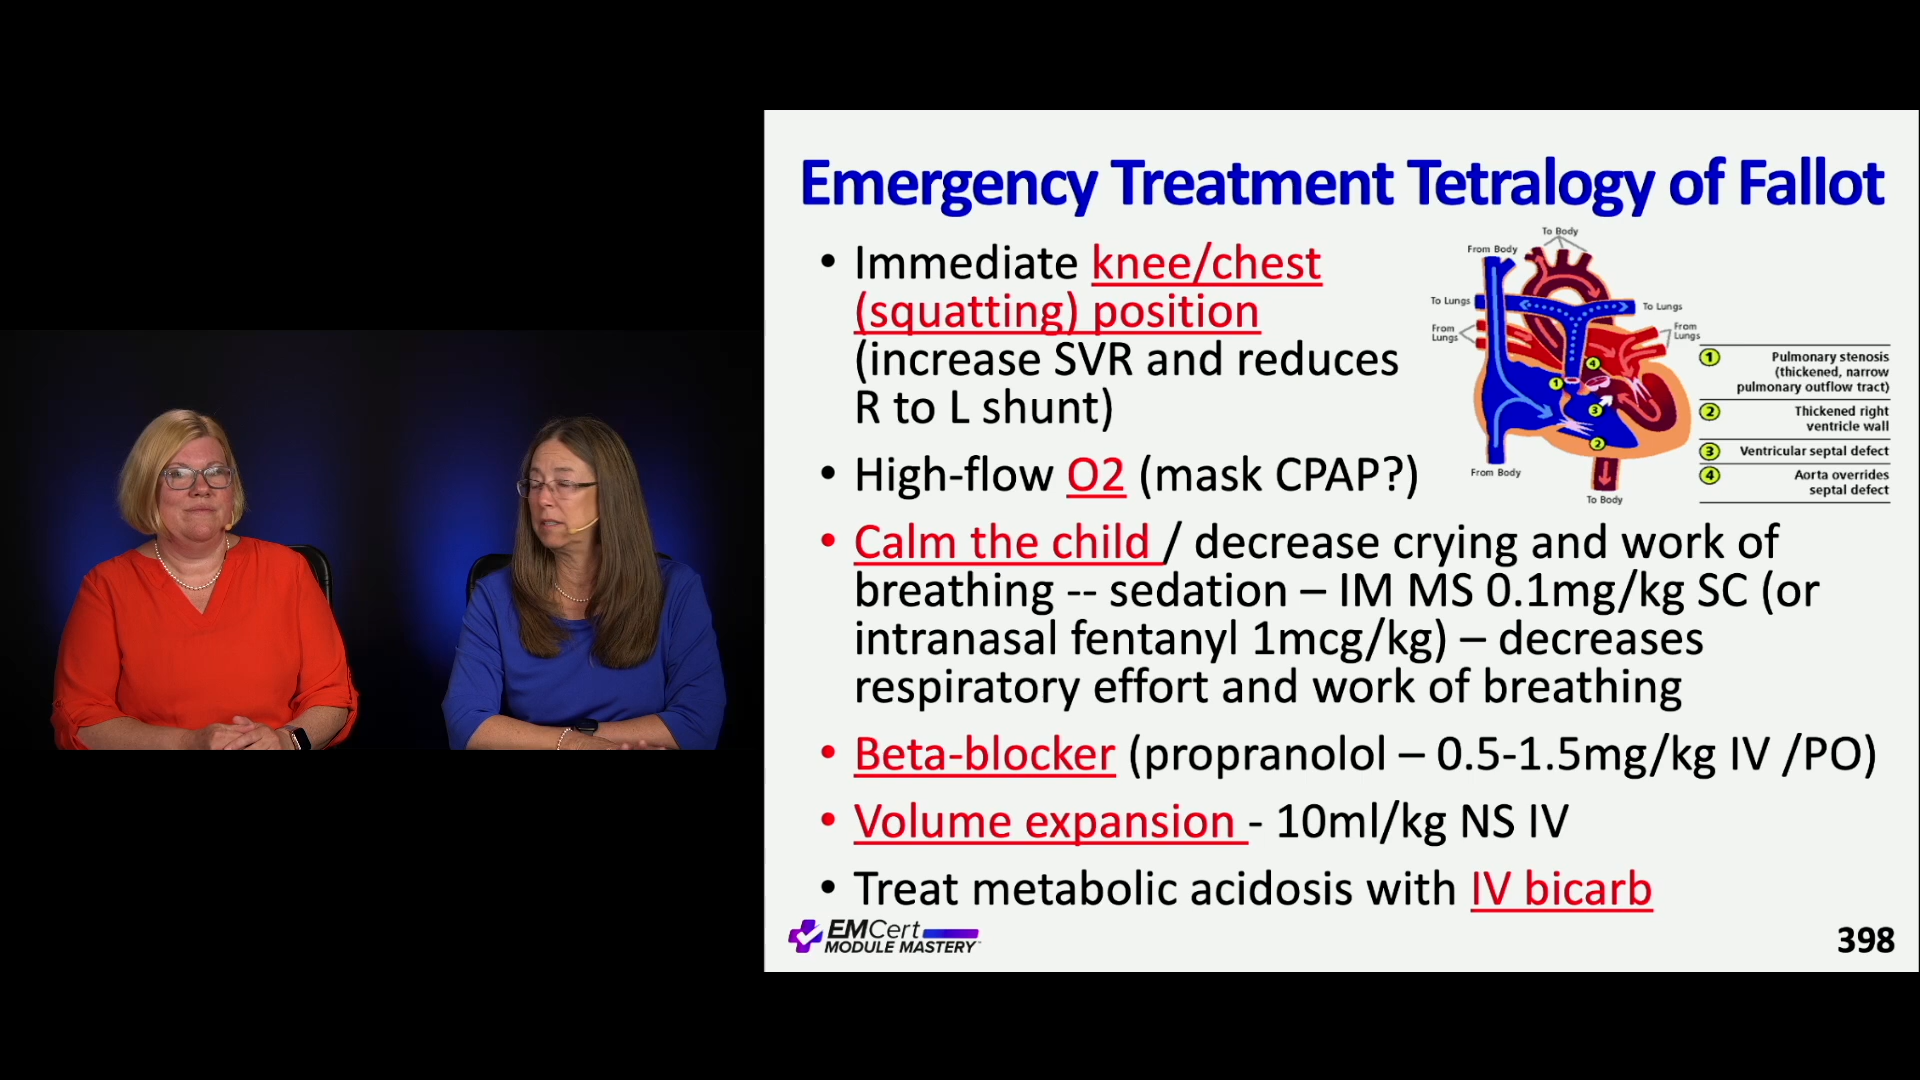 Emergency Treatment Tetralogy of Fallot
• Immediate knee/chest
(squatting) position
(increase SVR and reduces
R to L shunt)
• High-flow O2 (mask CPAP?)
• Calm the child / decrease crying and work of
breathing -- sedation – IM MS 0.1mg/kg SC (or
intranasal fentanyl 1mcg/kg) – decreases
respiratory effort and work of breathing
• Beta-blocker (propranolol – 0.5-1.5mg/kg IV /PO)
• Volume expansion - 10ml/kg NS IV
• Treat metabolic acidosis with IV bicarb
To Body
From Body
To Lungs
To Lungs
From
Lungs
From
Lungs
4
1
3
2
From Body
To Body
1 Pulmonary stenosis
(thickened, narrow
pulmonary outflow tract)
2 Thickened right
ventricle wall
3 Ventricular septal defect
4 Aorta overrides
septal defect
EMCert
MODULE MASTERY
398